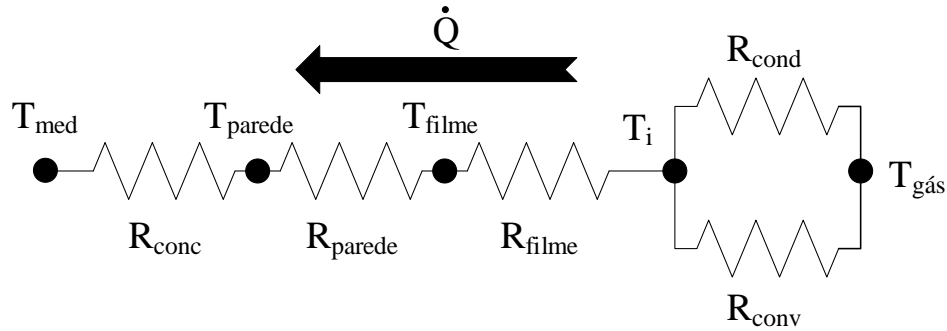 Q̇
R_cond
T_med
T_parede
T_filme
T_i
T_gás
R_conc
R_parede
R_filme
R_conv